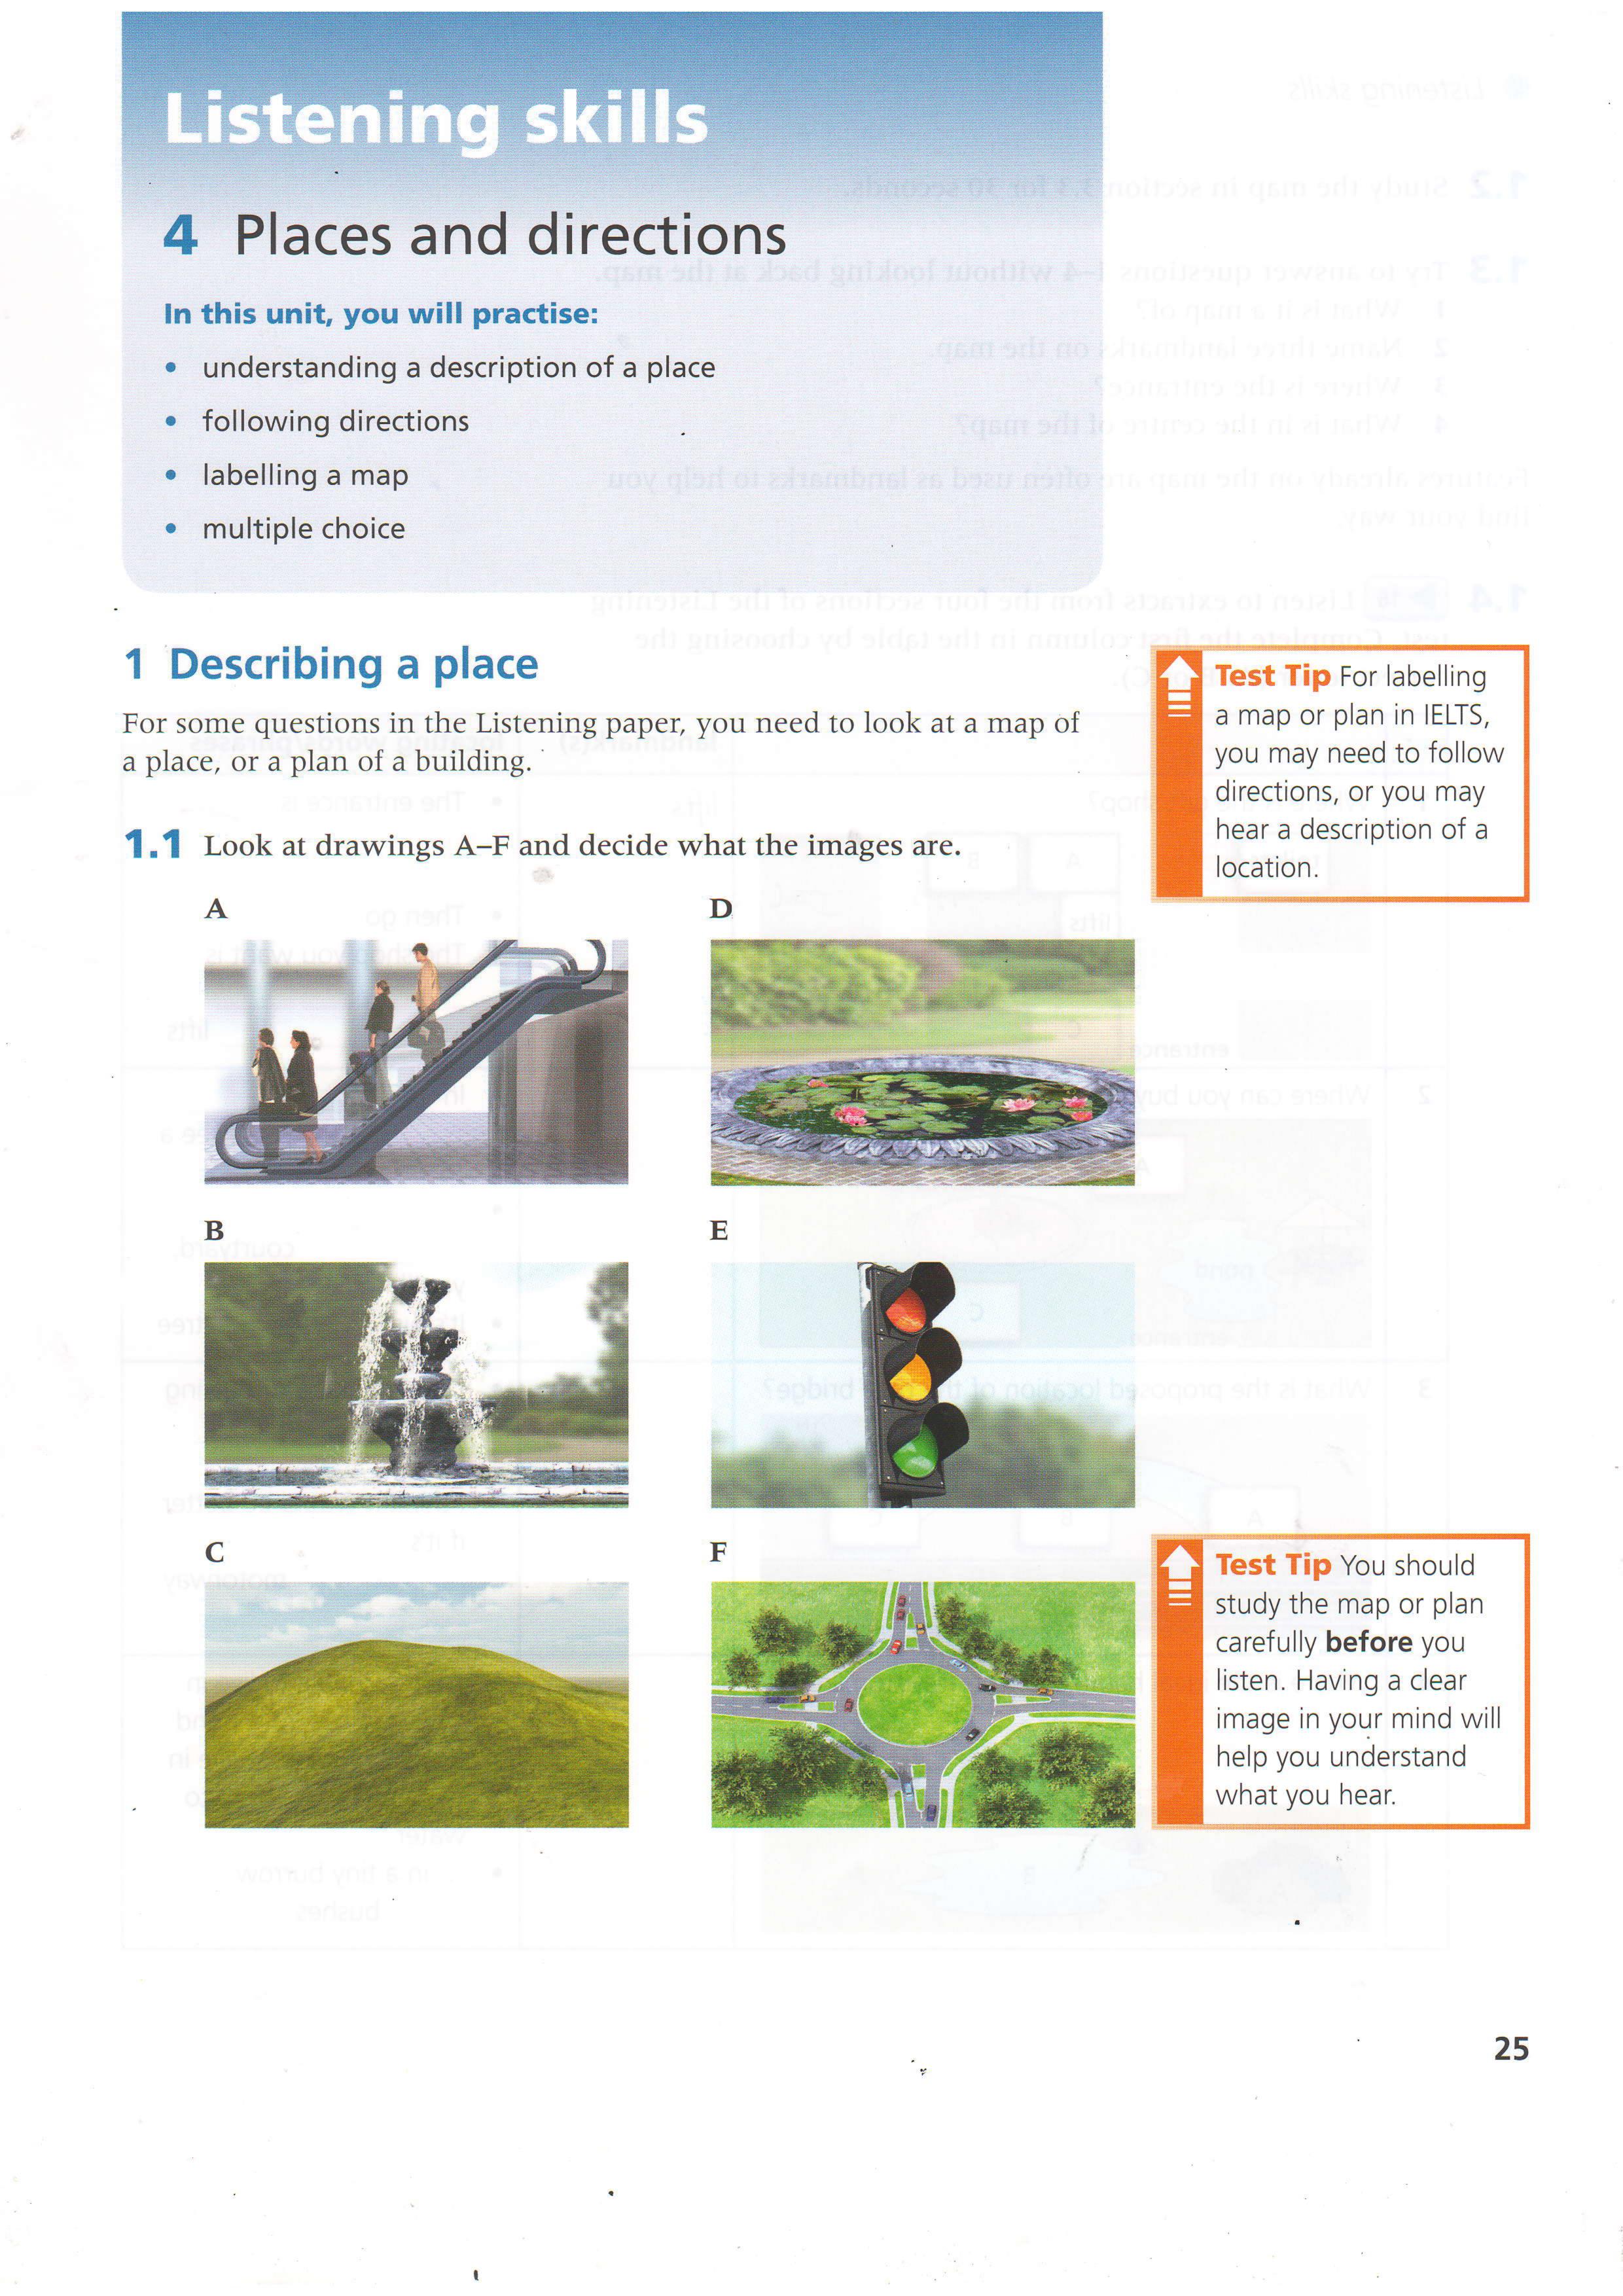 Listening skills
4 Places and directions
In this unit, you will practise:
• understanding a description of a place
• following directions
• labelling a map
• multiple choice
1 Describing a place
For some questions in the Listening paper, you need to look at a map of
a place, or a plan of a building.
Test Tip For labelling
a map or plan in IELTS,
you may need to follow
directions, or you may
hear a description of a
location.
1.1 Look at drawings A–F and decide what the images are.
A
D
B
E
C
F
Test Tip You should
study the map or plan
carefully before you
listen. Having a clear
image in your mind will
help you understand
what you hear.
25